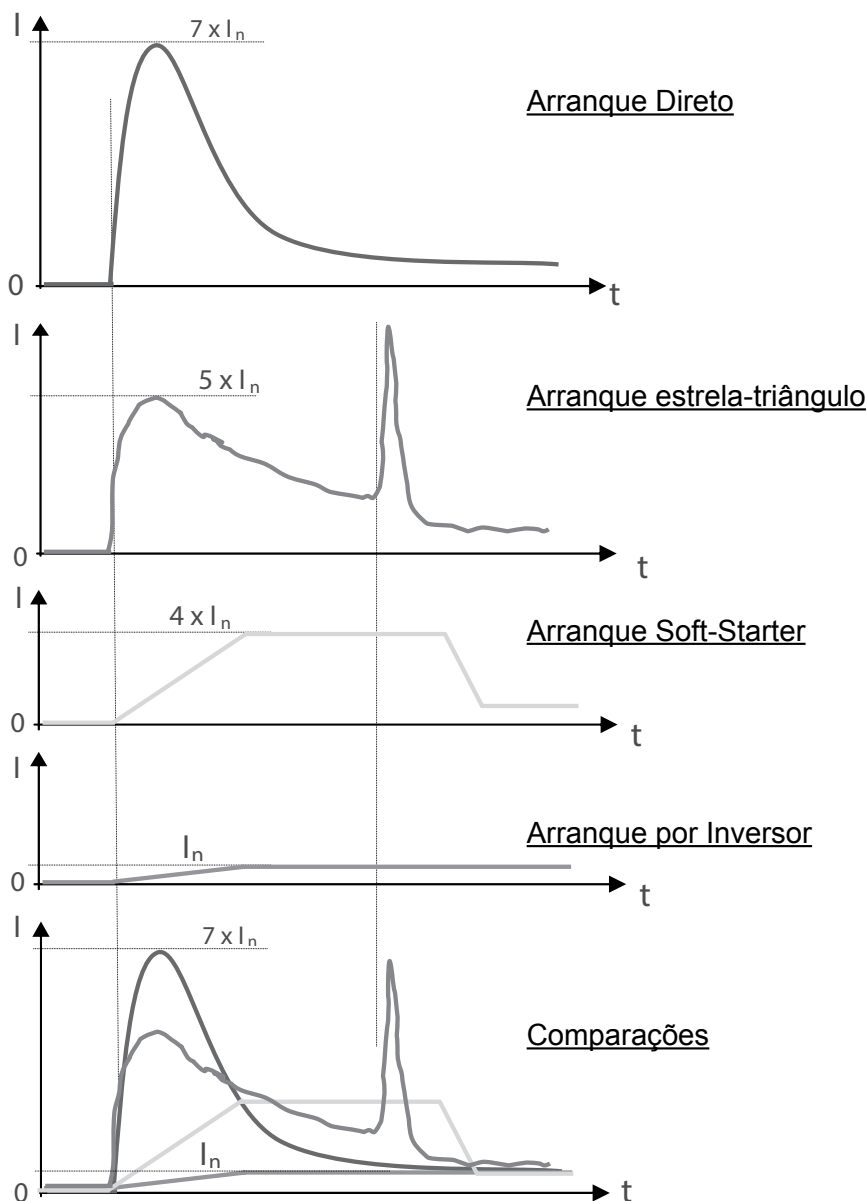 I
7 x In
Arranque Direto
0
t
I
5 x In
Arranque estrela-triângulo
0
t
I
4 x In
Arranque Soft-Starter
0
t
I
Arranque por Inversor
In
0
t
I
7 x In
Comparações
In
0
t